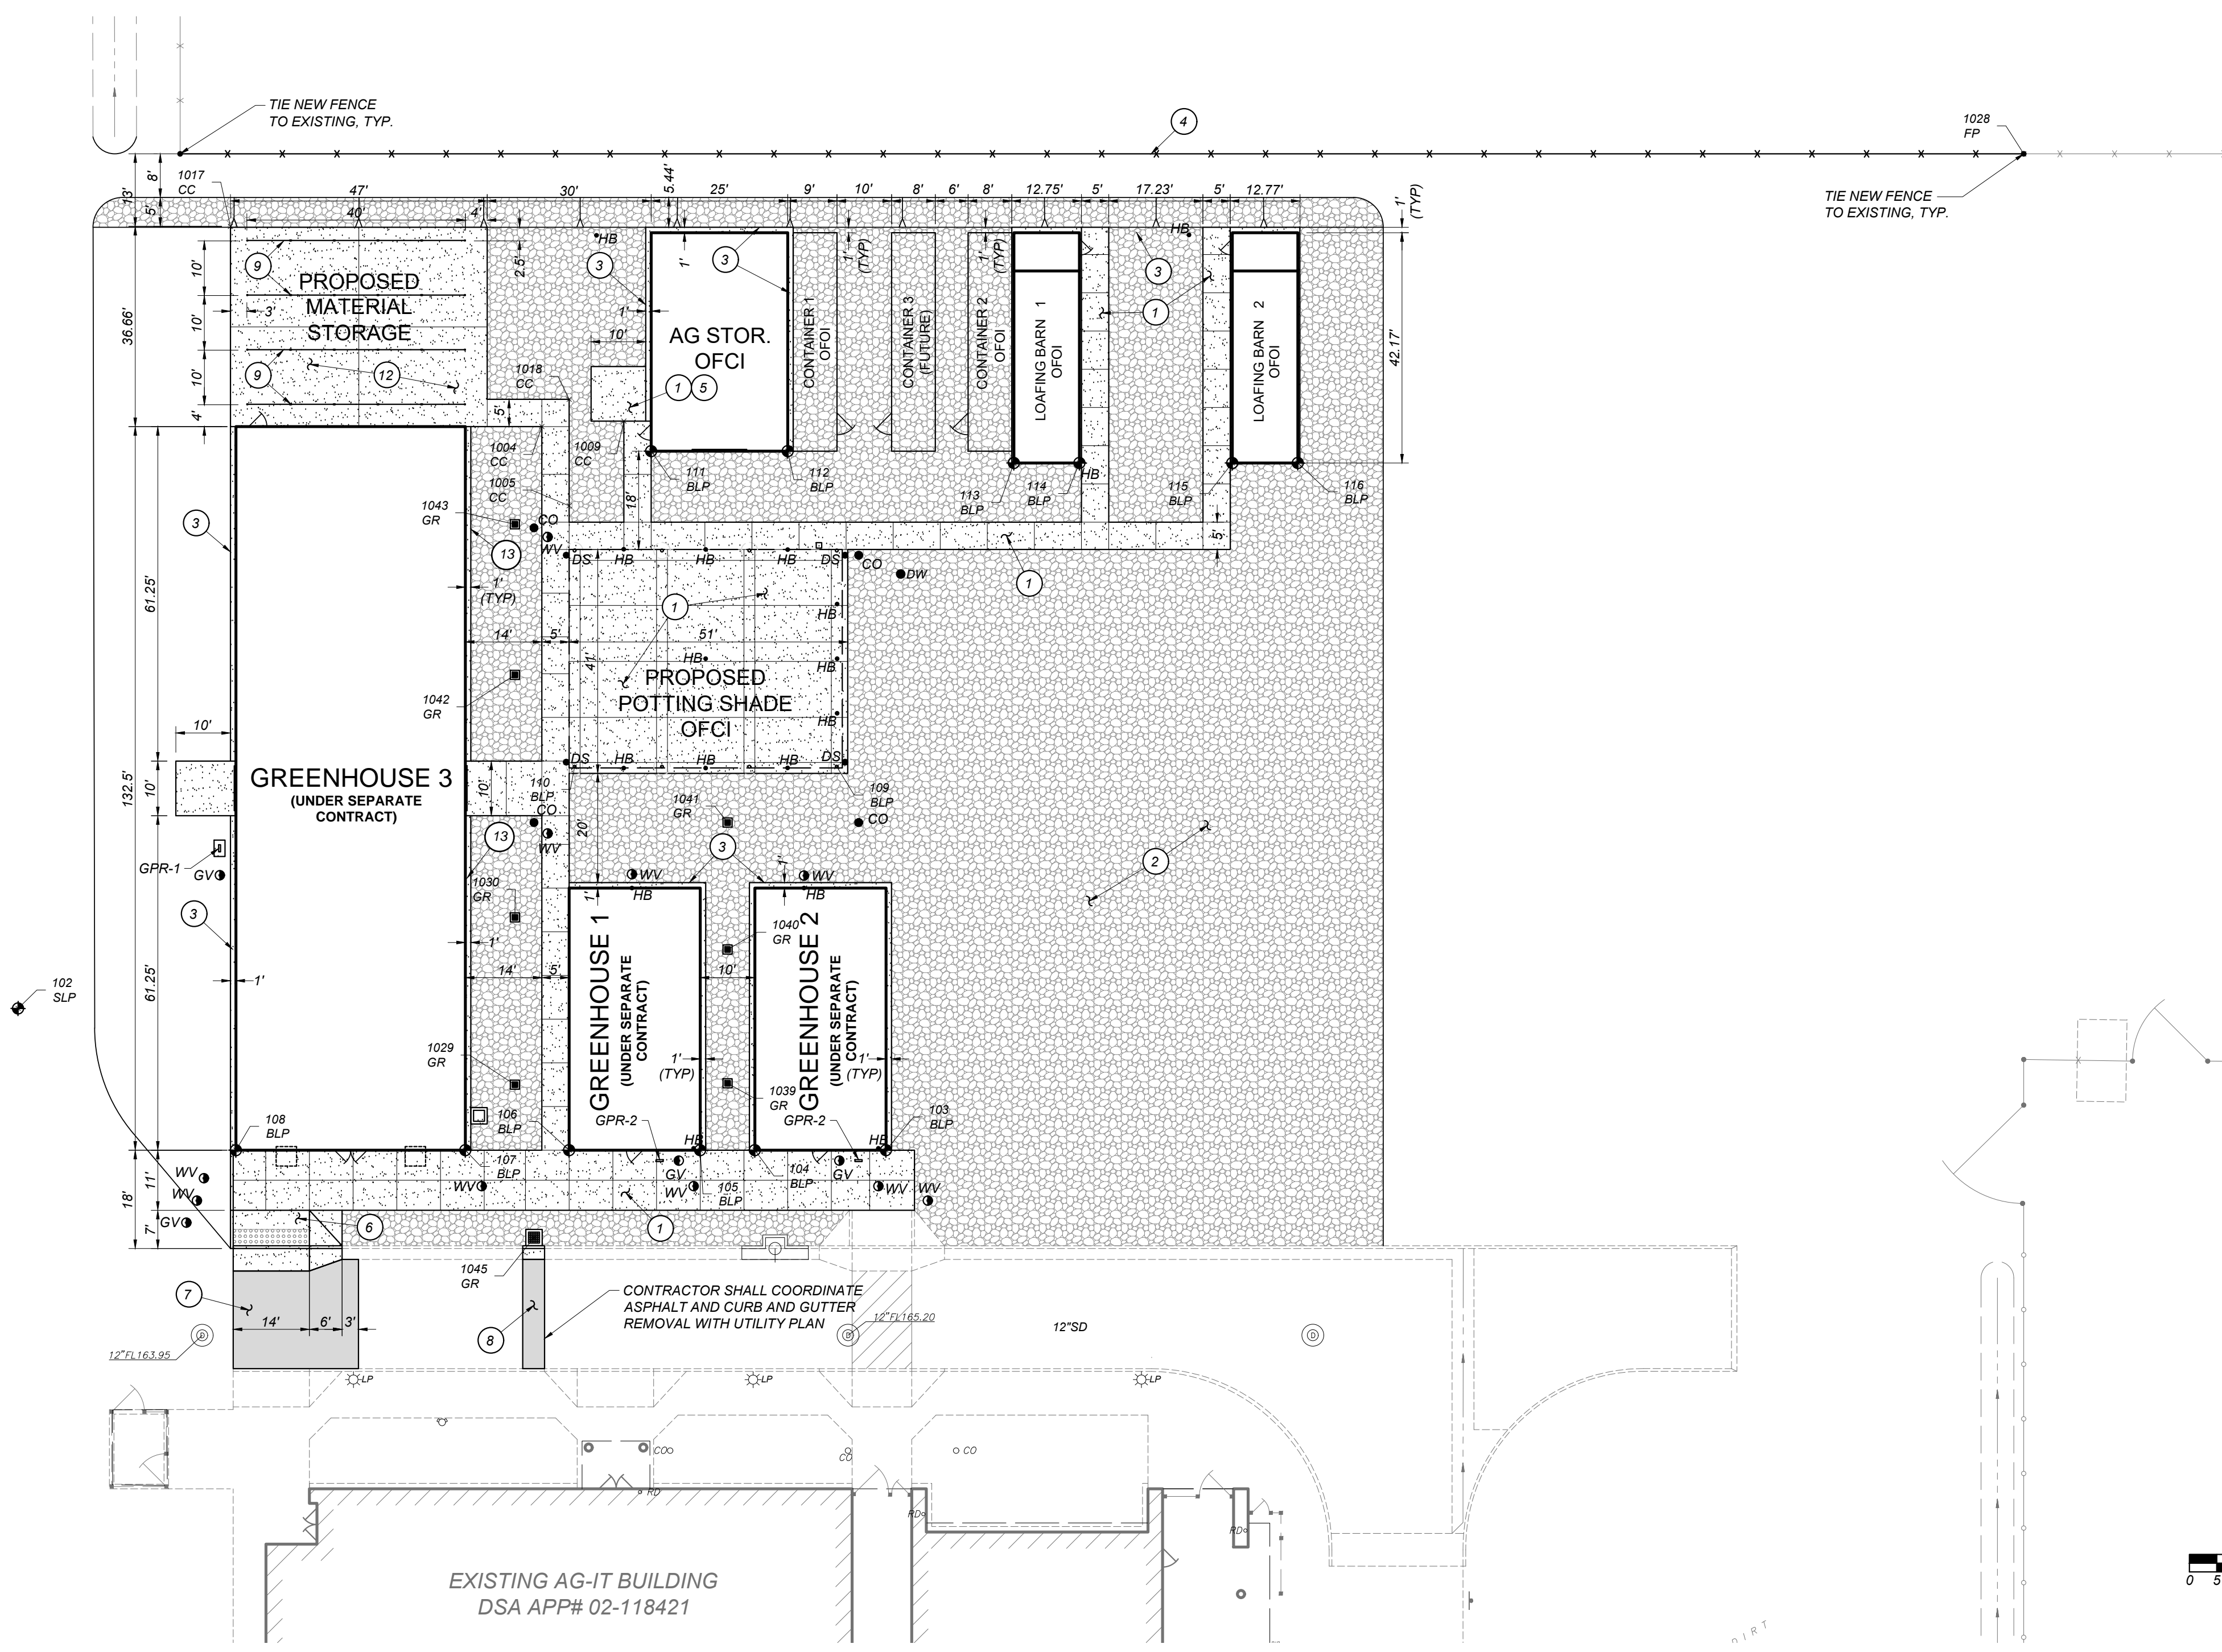 TIE NEW FENCE
TO EXISTING, TYP.
4
1028
FP
TIE NEW FENCE
TO EXISTING, TYP.
13'
8'
5'
1017
CC
47'
30'
5.44'
25'
9'
10'
8'
6'
8'
12.75'
5'
17.23'
5'
12.77'
1'
(TYP)
40'
4'
HB
HB
36.66'
10'
10'
10'
4'
9
9
3'
PROPOSED
MATERIAL
STORAGE
12
2.5'
3
1'
3
1'
10'
AG STOR.
OFCI
1
5
1'
(TYP)
CONTAINER 1
OFOI
CONTAINER 3
(FUTURE)
1'
(TYP)
CONTAINER 2
OFOI
LOAFING BARN 1
OFOI
3
1
LOAFING BARN 2
OFOI
42.17'
1018
CC
5'
1004
CC
1009
CC
1005
CC
18'
111
BLP
112
BLP
113
BLP
114
BLP
HB
115
BLP
116
BLP
1043
GR
CO
WV
3
13
DS
HB
HB
HB
DS
CO
DW
5'
1
61.25'
1'
(TYP)
1
HB
14'
5'
51'
41'
HB
HB
PROPOSED
POTTING SHADE
OFCI
HB
1042
GR
10'
DS
HB
HB
HB
DS
132.5'
10'
GREENHOUSE 3
(UNDER SEPARATE
CONTRACT)
10'
110
BLP
CO
WV
1041
GR
109
BLP
CO
13
20'
3
1'
2
GPR-1
GV
1030
GR
WV
WV
1'
HB
HB
3
1'
1040
GR
61.25'
1'
14'
5'
10'
GREENHOUSE 1
(UNDER SEPARATE
CONTRACT)
GREENHOUSE 2
(UNDER SEPARATE
CONTRACT)
102
SLP
1029
GR
1'
(TYP)
1'
(TYP)
1039
GR
106
BLP
GPR-2
GPR-2
103
BLP
108
BLP
HB
HB
107
BLP
GV
104
BLP
GV
WV
WV
WV
WV
105
BLP
WV
WV
GV
18'
11'
7'
6
1
1045
GR
7
14'
6'
3'
8
CONTRACTOR SHALL COORDINATE
ASPHALT AND CURB AND GUTTER
REMOVAL WITH UTILITY PLAN
12"FL163.95
D
12"FL165.20
12"SD
D
LP
LP
LP
CO
CO
CO
RD
RD
RD
EXISTING AG-IT BUILDING
DSA APP# 02-118421
DIRT
0 5